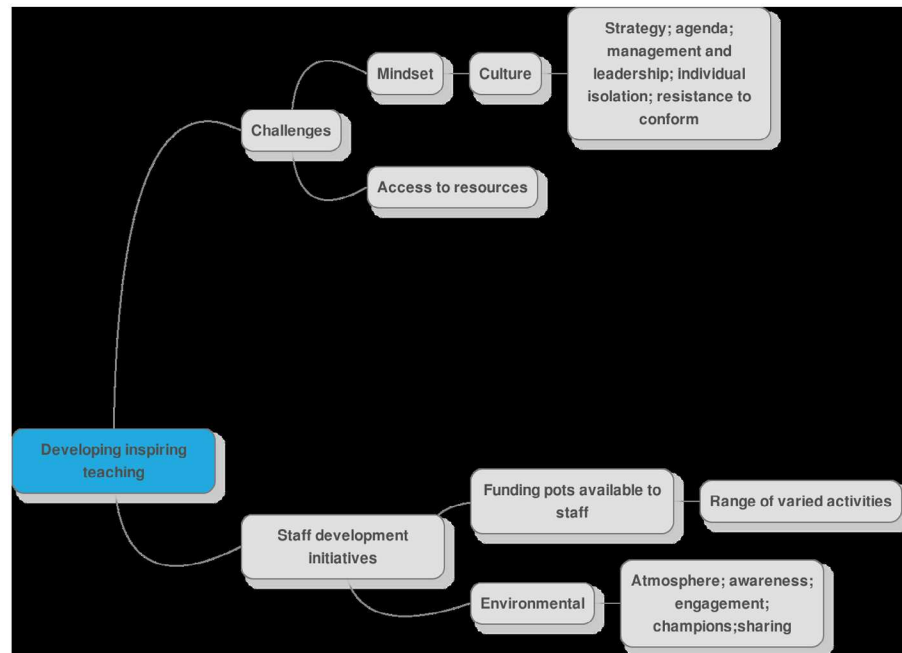 Strategy; agenda;
management and
leadership; individual
isolation; resistance to
conform
Mindset
Culture
Challenges
Access to resources
Developing inspiring
teaching
Funding pots available to
staff
Range of varied activities
Staff development
initiatives
Atmosphere; awareness;
engagement;
champions;sharing
Environmental